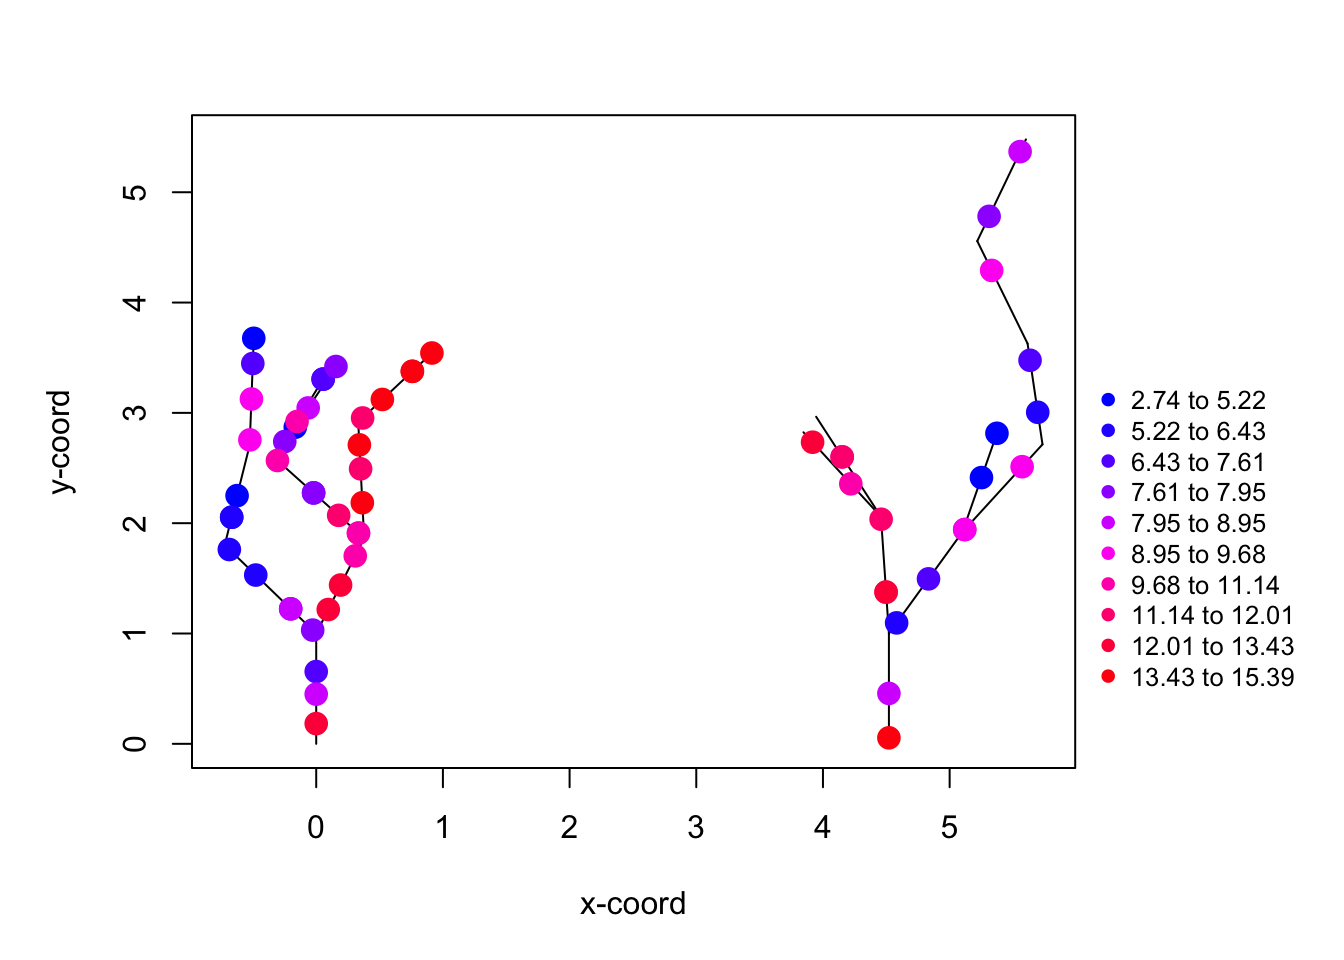 5
4
3
2
1
0
y-coord
0 1 2 3 4 5
x-coord
2.74 to 5.22
5.22 to 6.43
6.43 to 7.61
7.61 to 7.95
7.95 to 8.95
8.95 to 9.68
9.68 to 11.14
11.14 to 12.01
12.01 to 13.43
13.43 to 15.39